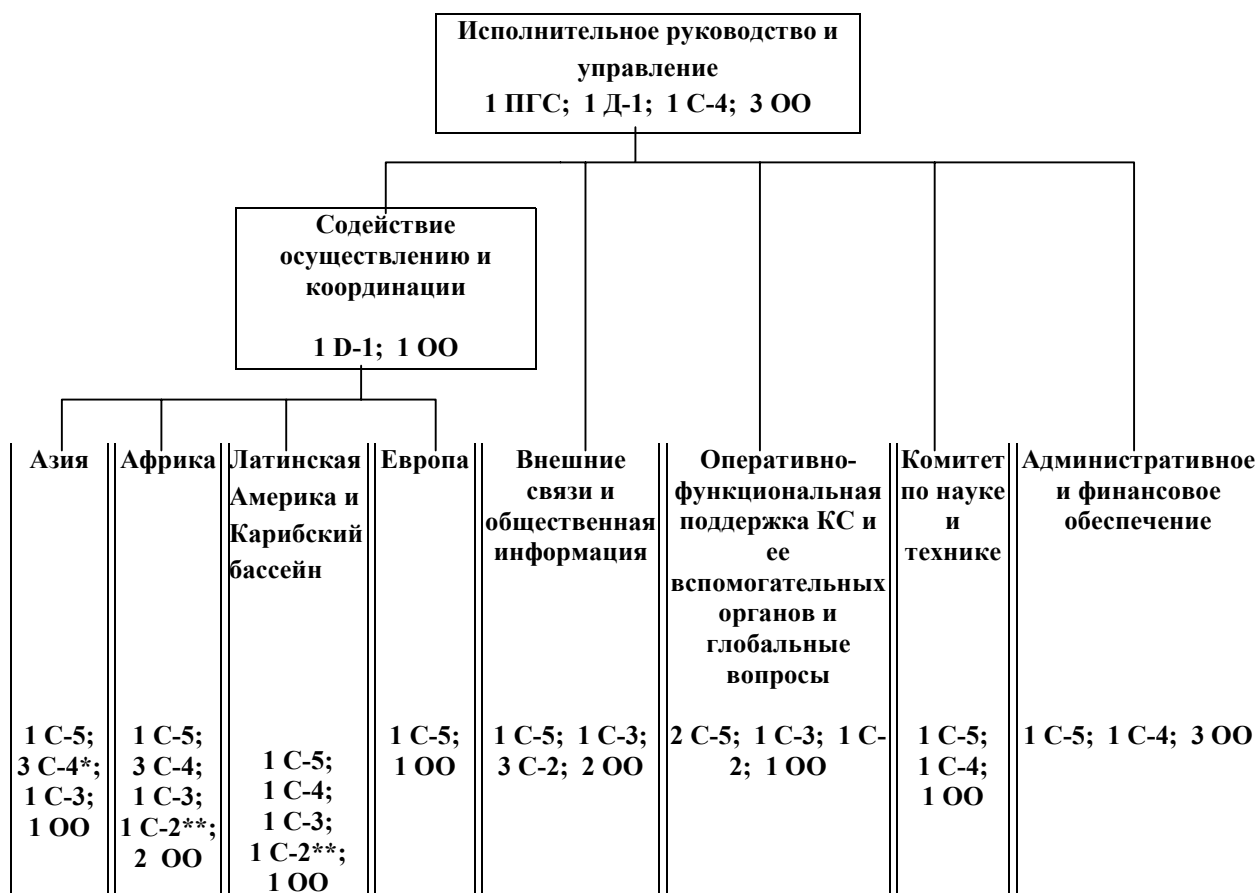 Исполнительное руководство и
управление
1 ПГС; 1 Д-1; 1 С-4; 3 ОО
Содействие
осуществлению и
координации
1 D-1; 1 ОО
Азия
1 С-5;
3 С-4*;
1 С-3;
1 ОО
Африка
1 С-5;
3 С-4;
1 С-3;
1 С-2**;
2 ОО
Латинская
Америка и
Карибский
бассейн
1 С-5;
1 С-4;
1 С-3;
1 С-2**;
1 ОО
Европа
1 С-5;
1 ОО
Внешние
связи и
общественная
информация
1 С-5; 1 С-3;
3 С-2; 2 ОО
Оперативно-
функциональная
поддержка КС и
ее
вспомогательных
органов и
глобальные
вопросы
2 С-5; 1 С-3; 1 С-
2; 1 ОО
Комитет
по науке
и
технике
1 С-5;
1 С-4;
1 ОО
Административное
и финансовое
обеспечение
1 С-5; 1 С-4; 3 ОО